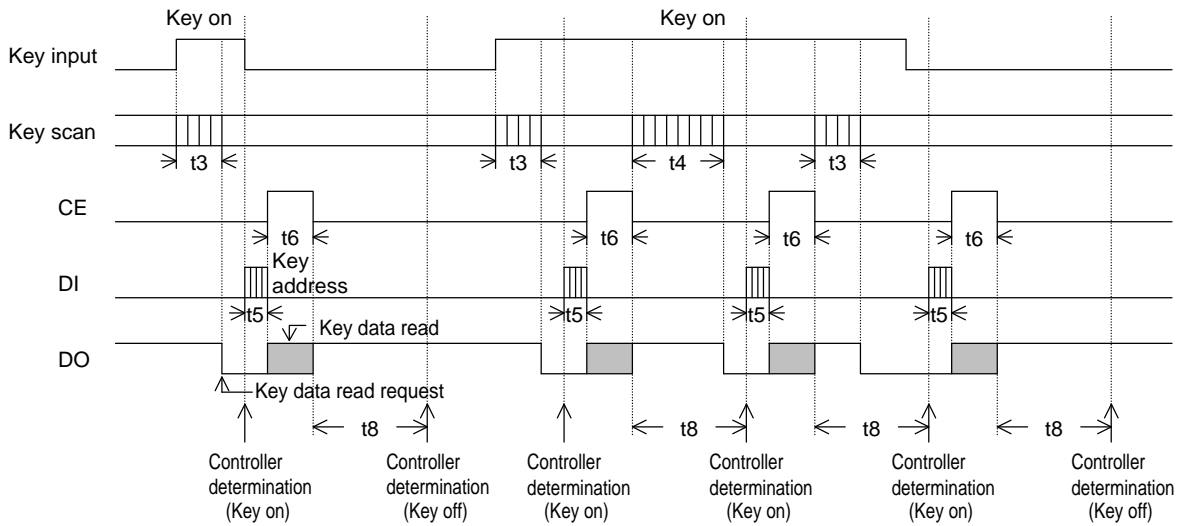 Key on
Key on
Key input
Key scan
t3
t3
t4
t3
CE
t6
t6
t6
t6
Key
address
DI
t5
t5
t5
t5
Key data read
DO
Key data read request
t8
t8
t8
t8
Controller
determination
(Key on)
Controller
determination
(Key off)
Controller
determination
(Key on)
Controller
determination
(Key on)
Controller
determination
(Key on)
Controller
determination
(Key off)